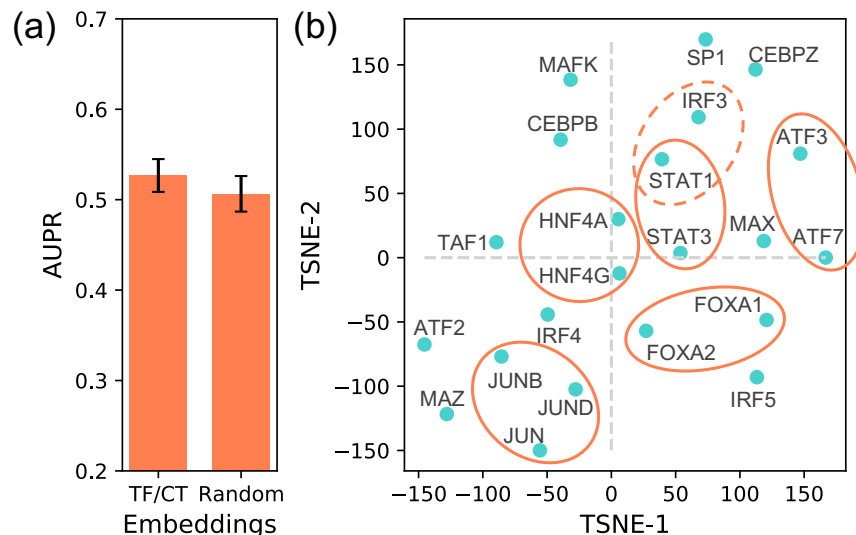 (a)
0.7
0.6
0.5
0.4
0.3
0.2
AUPR
TF/CT Random
Embeddings
(b)
150
100
50
0
−50
−100
−150
TSNE-2
SP1
CEBPZ
MAFK
IRF3
CEBPB
ATF3
STAT1
HNF4A
STAT3
MAX
ATF7
TAF1
HNF4G
FOXA1
ATF2
IRF4
FOXA2
JUNB
IRF5
MAZ
JUND
JUN
−150 −100 −50 0 50 100 150
TSNE-1